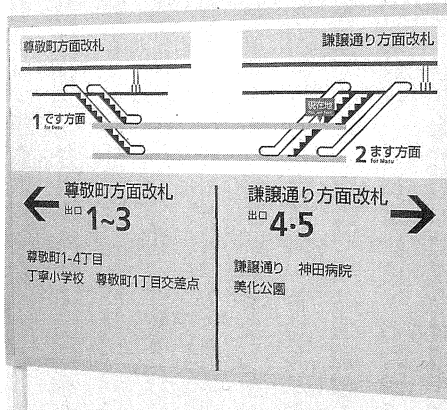 尊敬町方面改札
謙譲通り方面改札
現在地
1です方面
for Desu
2ます方面
for Masu
尊敬町方面改札
出口 1~3
尊敬町1-4丁目
丁寧小学校 尊敬町1丁目交差点
謙譲通り方面改札
出口 4・5
謙譲通り 神田病院
美化公園